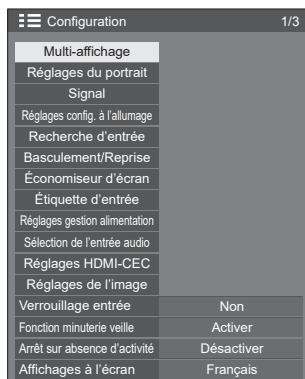 Configuration 1/3
Multi-affichage
Réglages du portrait
Signal
Réglages config. à l'allumage
Recherche d'entrée
Basculement/Reprise
Économiseur d'écran
Étiquette d'entrée
Réglages gestion alimentation
Sélection de l'entrée audio
Réglages HDMI-CEC
Réglages de l'image
Verrouillage entrée Non
Fonction minuterie veille Activer
Arrêt sur absence d'activité Désactiver
Affichages à l'écran Français